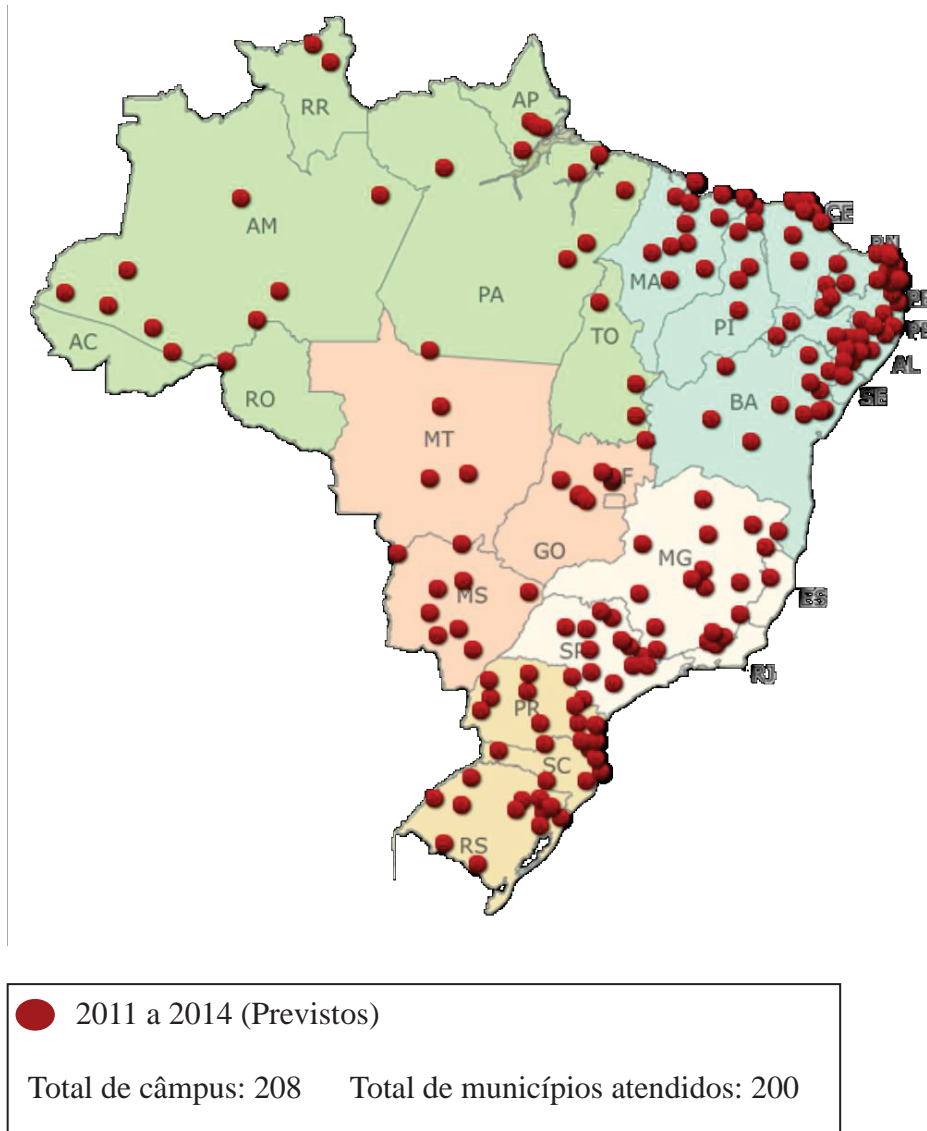 RR
AP
AM
PA
CE
RN
MA
PB
PI
PE
TO
AC
AL
RO
SE
BA
MT
F
GO
MG
MS
ES
SP
RJ
PR
SC
RS
2011 a 2014 (Previstos)
Total de câmpus: 208 Total de municípios atendidos: 200